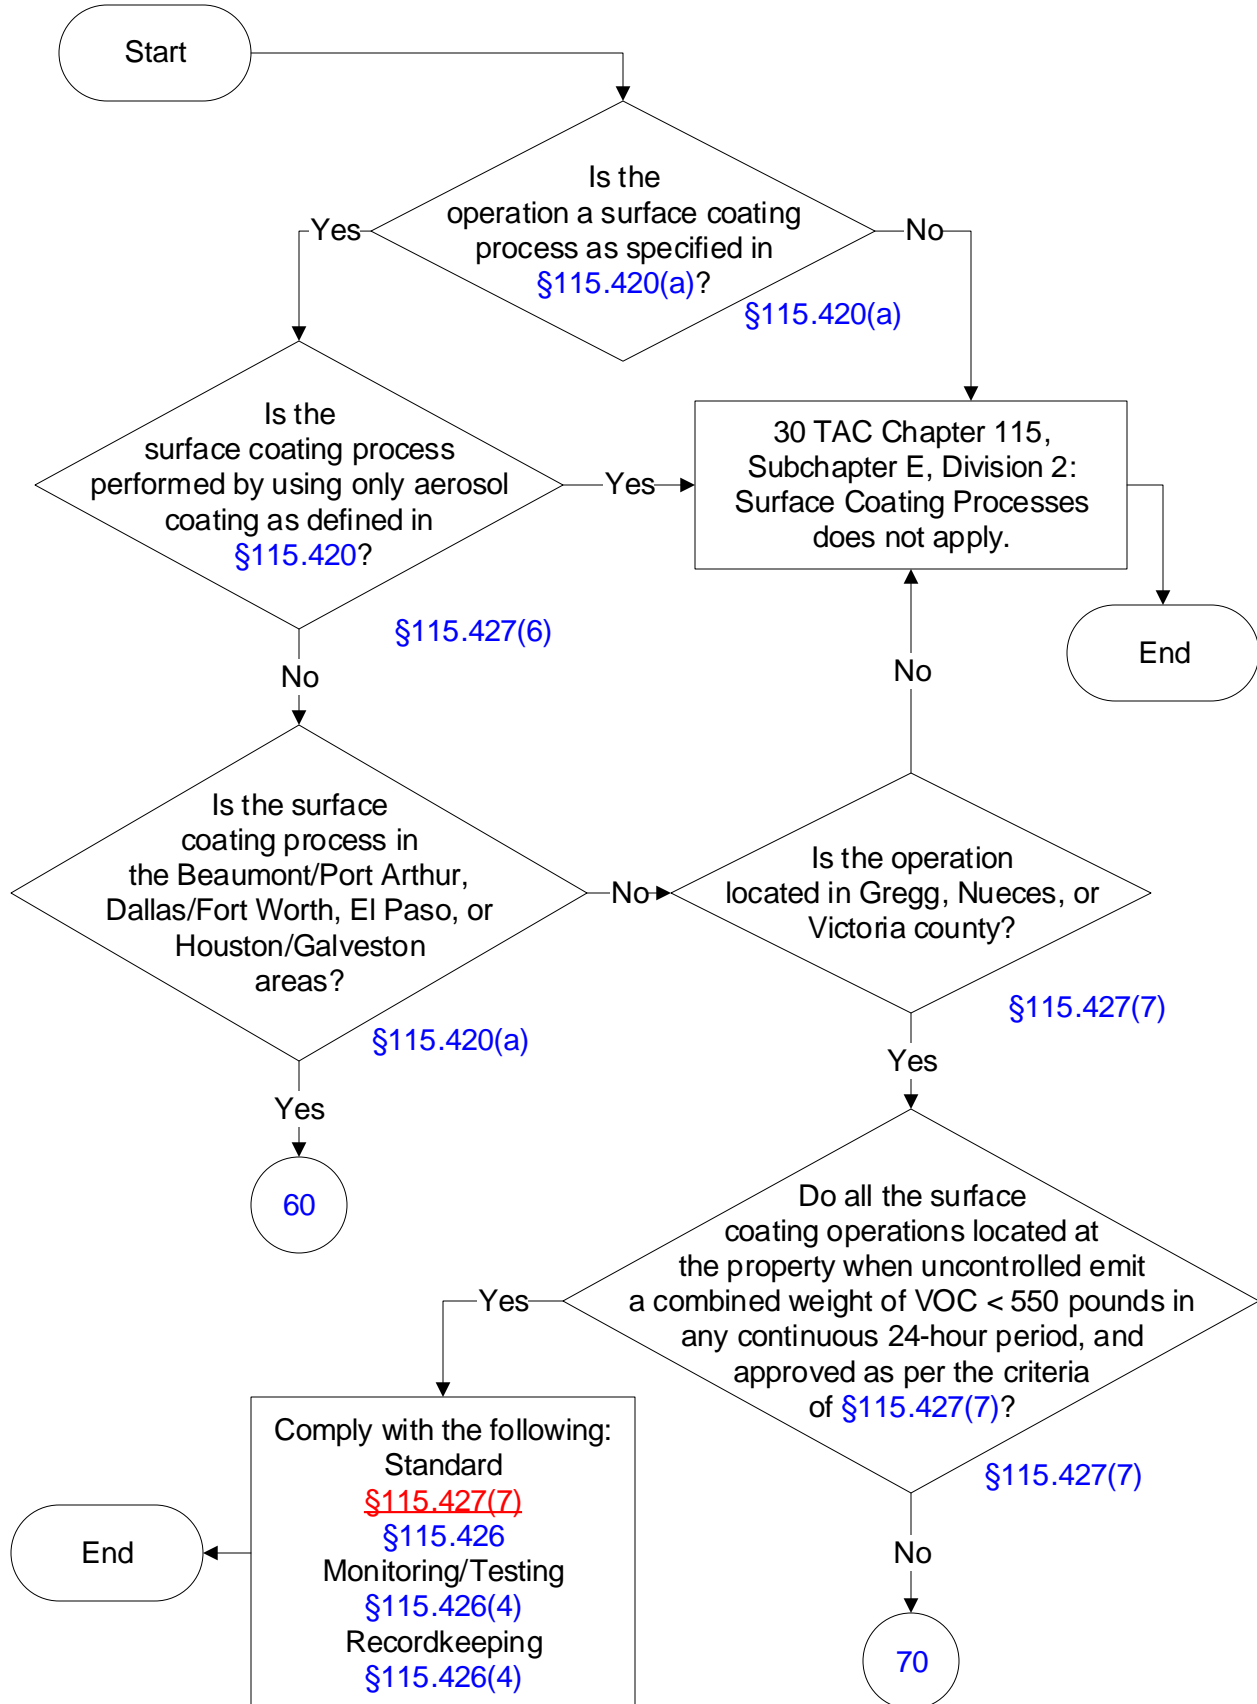 Start
Is the
operation a surface coating
process as specified in
§115.420(a)?
Yes
No
§115.420(a)
Is the
surface coating process
performed by using only aerosol
coating as defined in
§115.420?
Yes
30 TAC Chapter 115,
Subchapter E, Division 2:
Surface Coating Processes
does not apply.
§115.427(6)
No
End
No
Is the surface
coating process in
the Beaumont/Port Arthur,
Dallas/Fort Worth, El Paso, or
Houston/Galveston
areas?
No
Is the operation
located in Gregg, Nueces, or
Victoria county?
§115.420(a)
§115.427(7)
Yes
Yes
60
Do all the surface
coating operations located at
the property when uncontrolled emit
a combined weight of VOC < 550 pounds in
any continuous 24-hour period, and
approved as per the criteria
of §115.427(7)?
Yes
§115.427(7)
Comply with the following:
Standard
§115.427(7)
§115.426
Monitoring/Testing
§115.426(4)
Recordkeeping
§115.426(4)
End
No
70